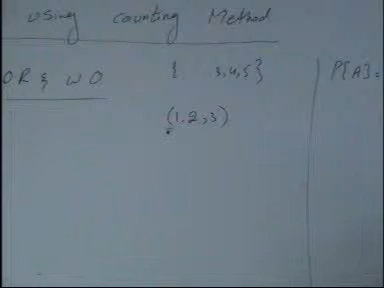 using counting Method
OR & WO { 3,4,5} P[A]=
(1,2,3)